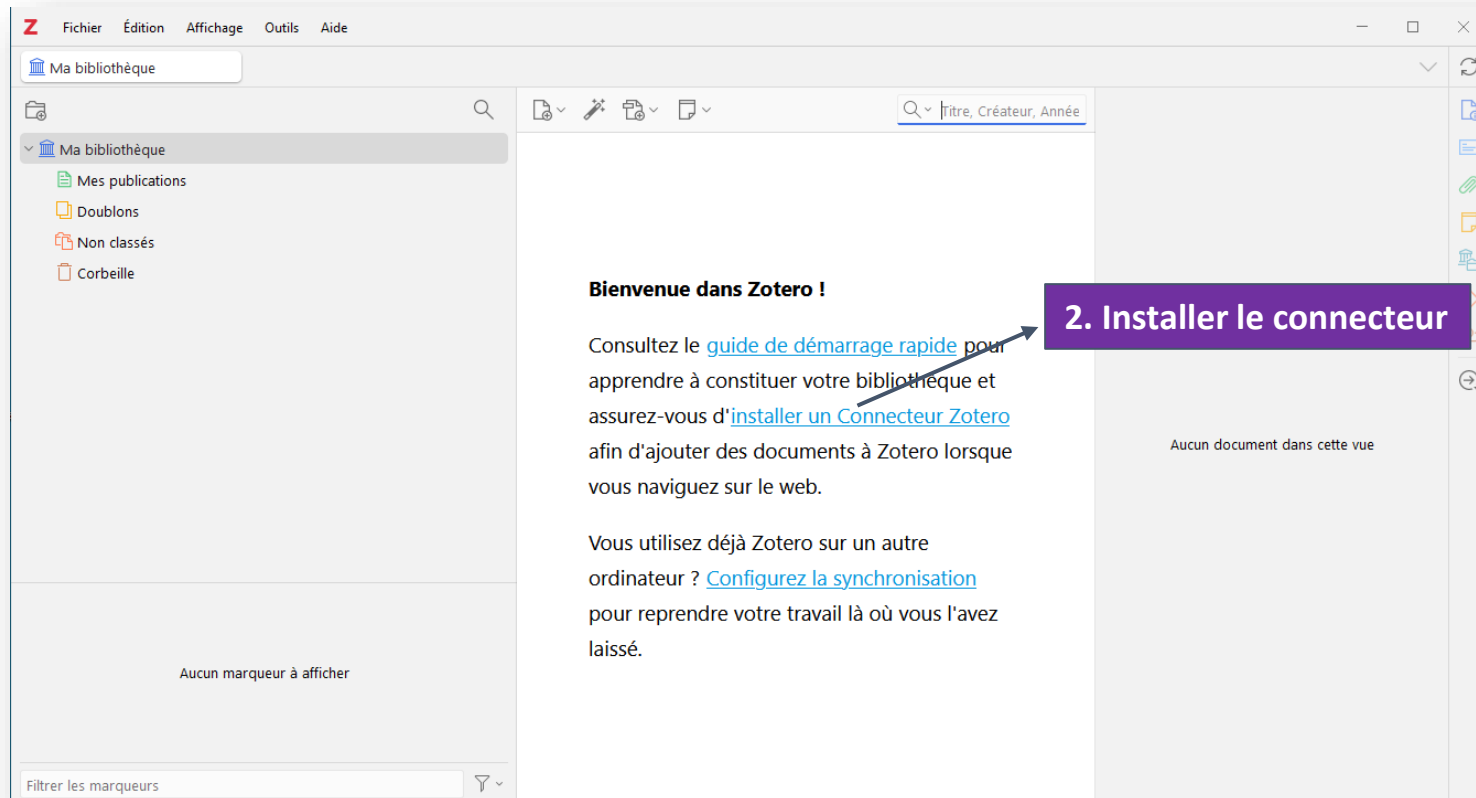 Z Fichier Édition Affichage Outils Aide
Ma bibliothèque
Titre, Créateur, Année
Ma bibliothèque
Mes publications
Doublons
Non classés
Corbeille
Bienvenue dans Zotero !
2. Installer le connecteur
Consultez le guide de démarrage rapide pour
apprendre à constituer votre bibliothèque et
assurez-vous d'installer un Connecteur Zotero
afin d'ajouter des documents à Zotero lorsque
vous naviguez sur le web.
Aucun document dans cette vue
Vous utilisez déjà Zotero sur un autre
ordinateur ? Configurez la synchronisation
pour reprendre votre travail là où vous l'avez
laissé.
Aucun marqueur à afficher
Filtrer les marqueurs